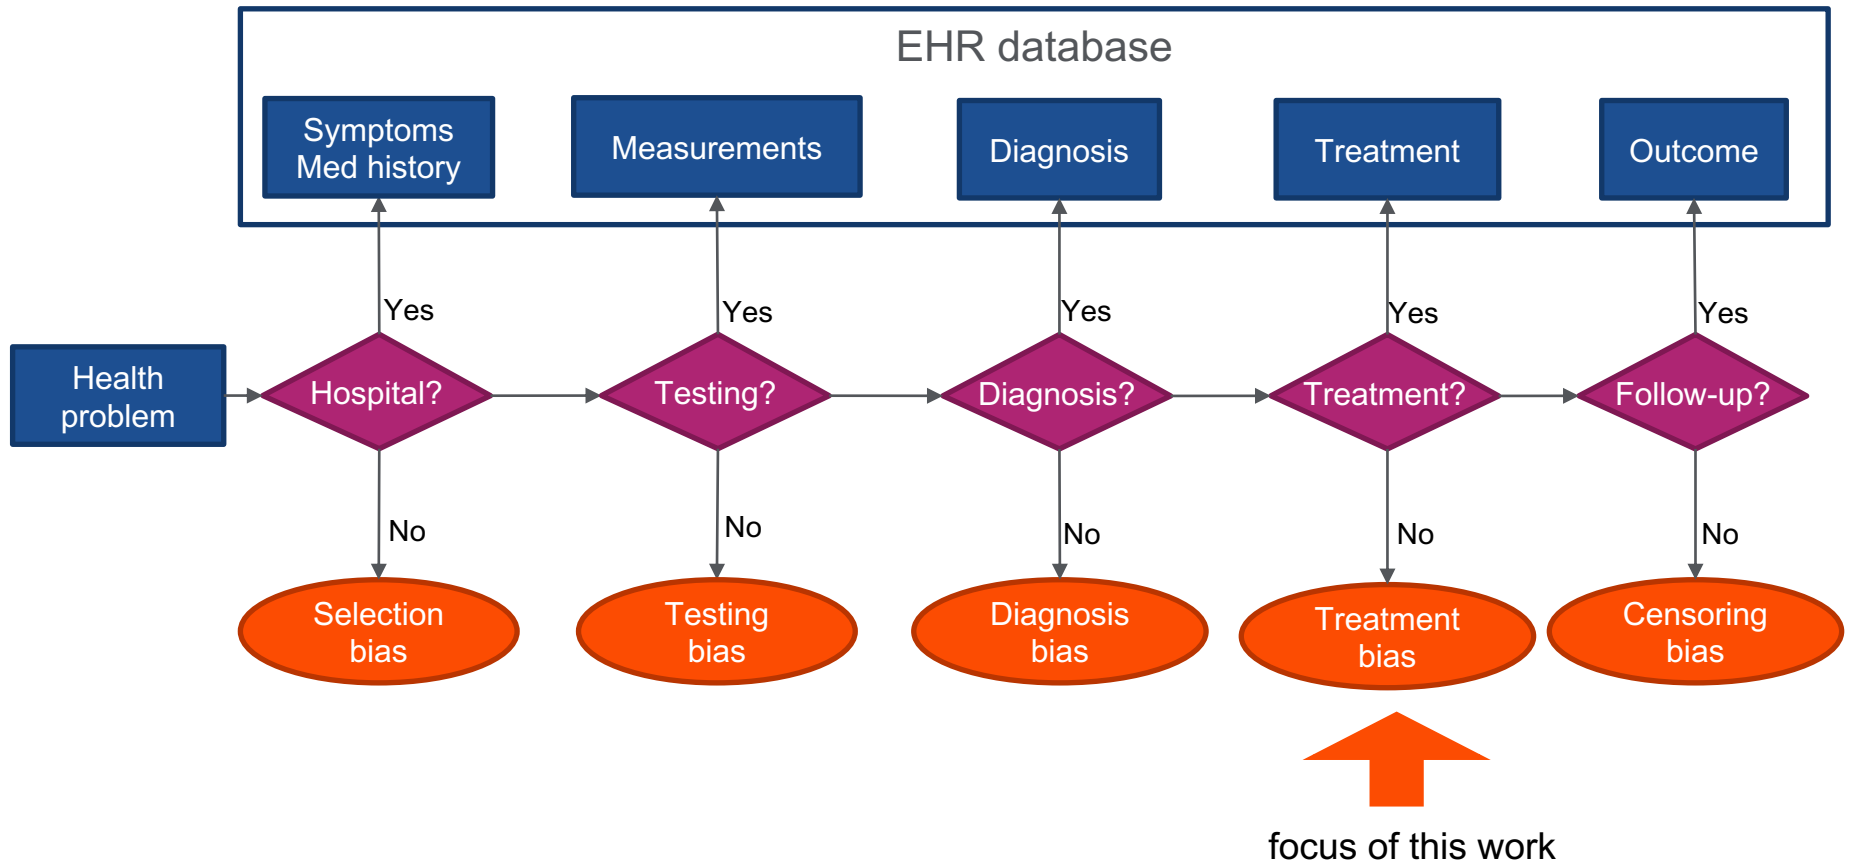 EHR database
Symptoms
Med history
Measurements
Diagnosis
Treatment
Outcome
Yes
Yes
Yes
Yes
Yes
Health
problem
Hospital?
Testing?
Diagnosis?
Treatment?
Follow-up?
No
No
No
No
No
Selection
bias
Testing
bias
Diagnosis
bias
Treatment
bias
Censoring
bias
focus of this work